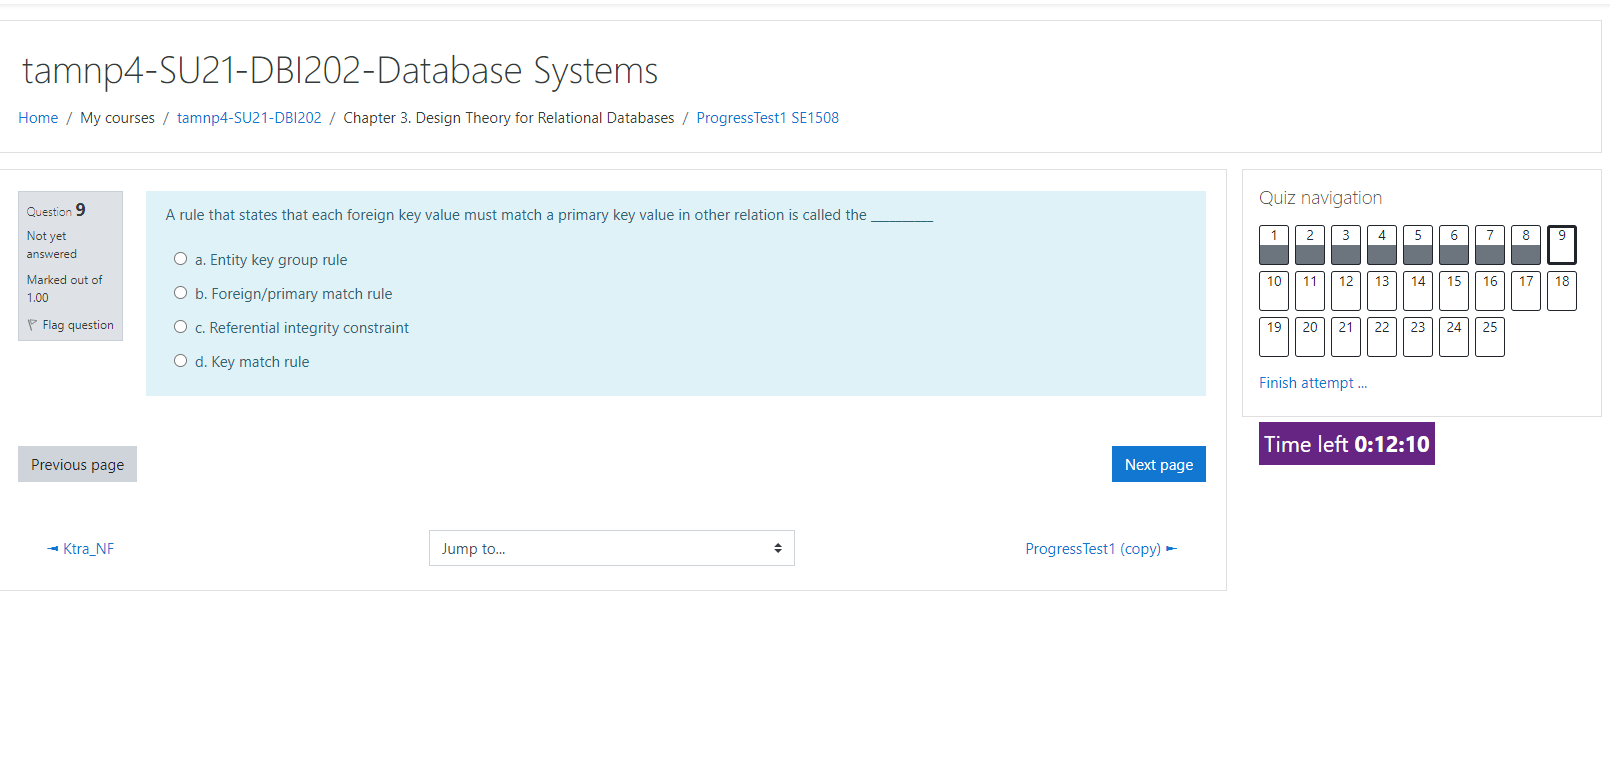 tamnp4-SU21-DBI202-Database Systems
Home / My courses / tamnp4-SU21-DBI202 / Chapter 3. Design Theory for Relational Databases / ProgressTest1 SE1508
Question 9
Not yet
answered
Marked out of
1.00
Flag question
A rule that states that each foreign key value must match a primary key value in other relation is called the ________
a. Entity key group rule
b. Foreign/primary match rule
c. Referential integrity constraint
d. Key match rule
Previous page
Next page
◄ Ktra_NF
Jump to...
ProgressTest1 (copy) ►
Quiz navigation
1 2 3 4 5 6 7 8 9
10 11 12 13 14 15 16 17 18
19 20 21 22 23 24 25
Finish attempt ...
Time left 0:12:10